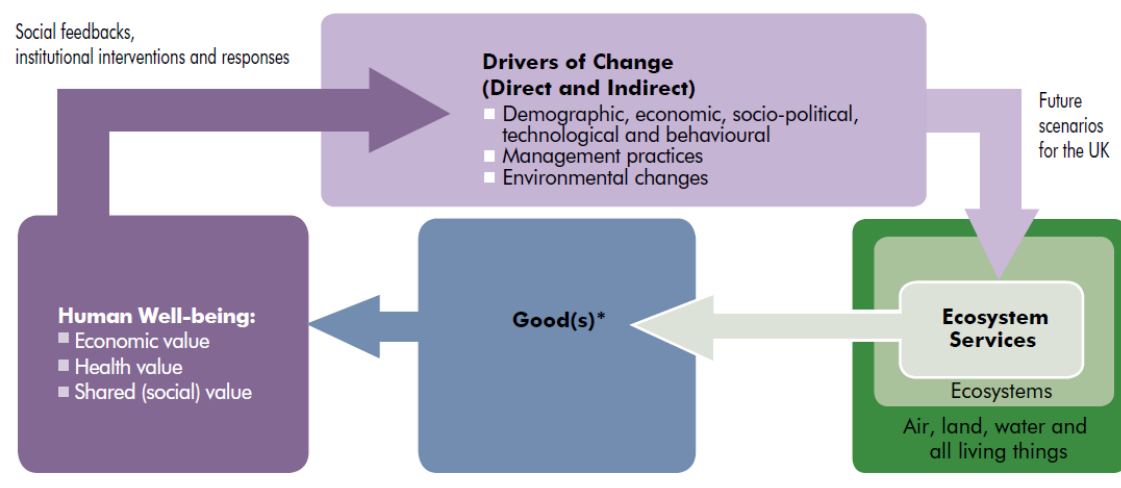 Social feedbacks,
institutional interventions and responses
Drivers of Change
(Direct and Indirect)
Demographic, economic, socio-political,
technological and behavioural
Management practices
Environmental changes
Future
scenarios
for the UK
Human Well-being:
Economic value
Health value
Shared (social) value
Good(s)*
Ecosystem
Services
Ecosystems
Air, land, water and
all living things